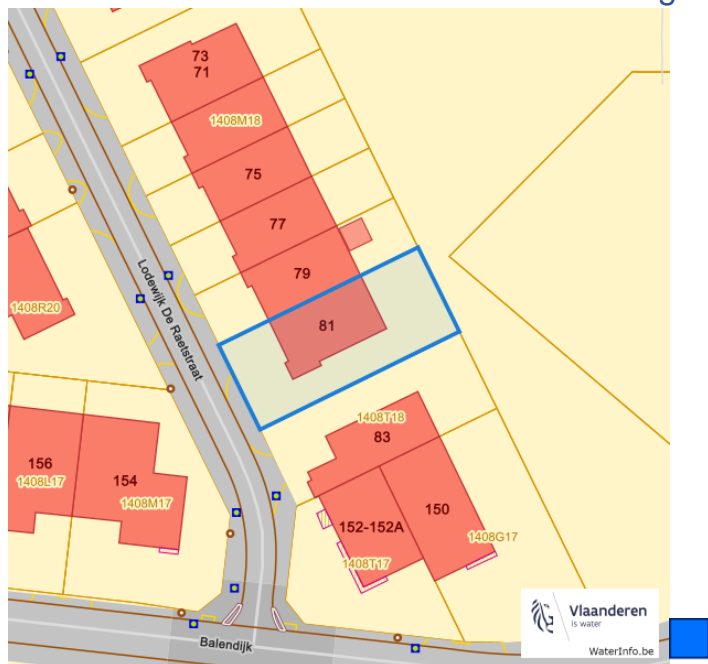 73
71
1408M18
75
77
79
81
Lodewijk De Raetstraat
1408R20
1408T18
83
156
1408L17
154
1408M17
152-152A
150
1408G17
1408T17
Balendijk
Vlaanderen
is water
WaterInfo.be